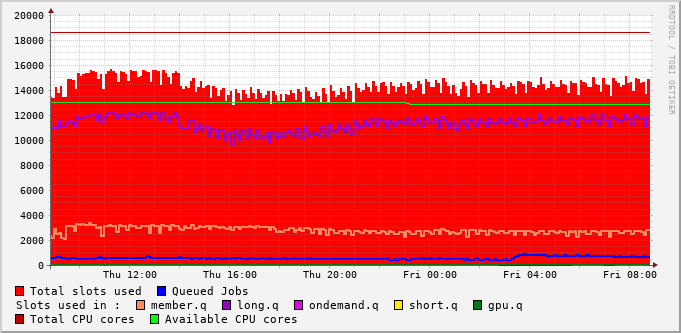 20000
18000
16000
14000
12000
10000
8000
6000
4000
2000
0
Thu 12:00 Thu 16:00 Thu 20:00 Fri 00:00 Fri 04:00 Fri 08:00
Total slots used Queued Jobs
Slots used in : member.q long.q ondemand.q short.q gpu.q
Total CPU cores Available CPU cores
RRDTOOL / TOBI OETIKER